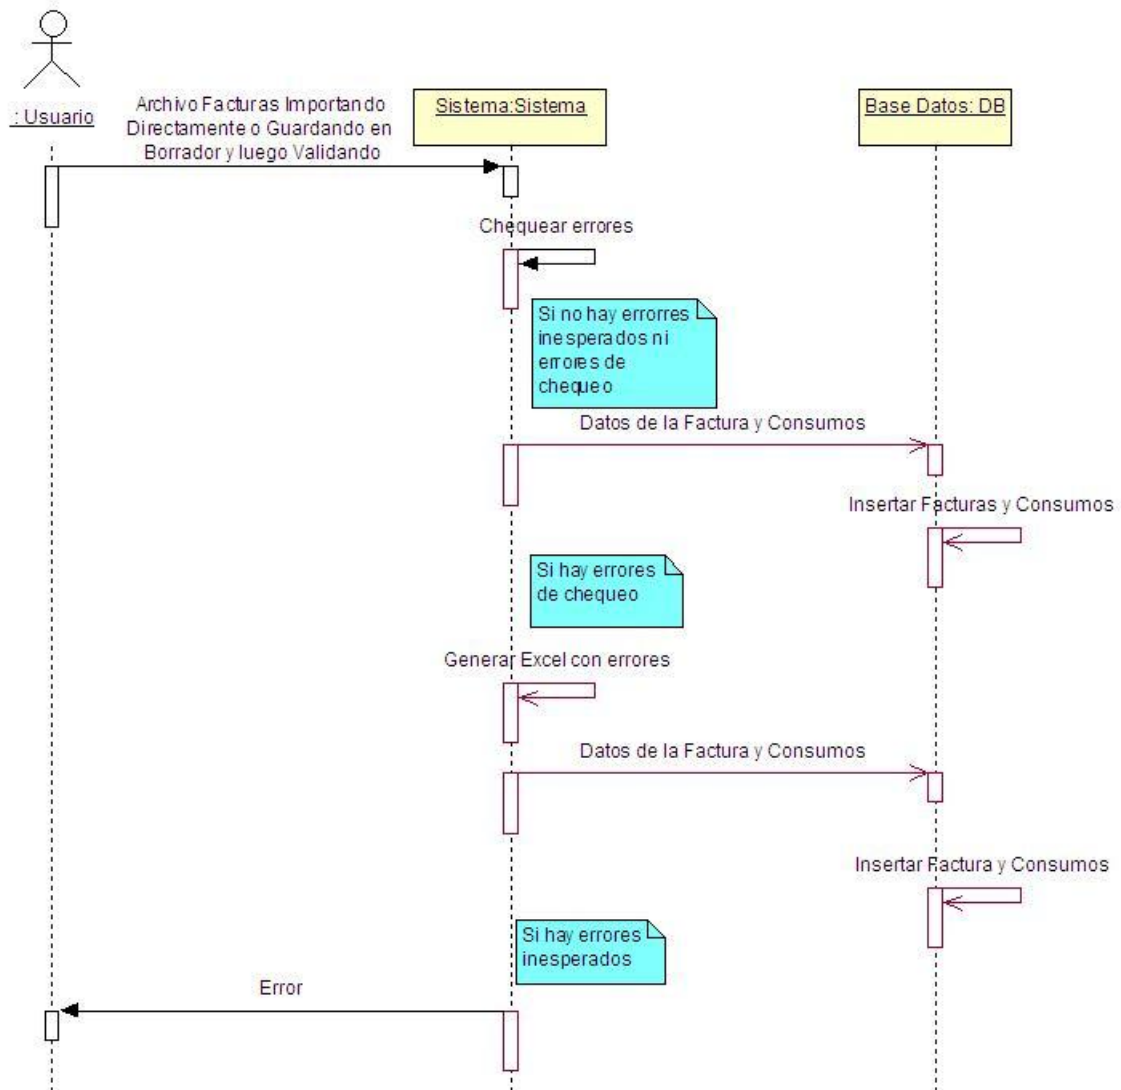 : Usuario
Archivo Facturas Importando
Directamente o Guardando en
Borrador y luego Validando
Sistema:Sistema
Base Datos: DB
Chequear errores
Si no hay errorres
inesperados ni
errores de
chequeo
Datos de la Factura y Consumos
Insertar Facturas y Consumos
Si hay errores
de chequeo
Generar Excel con errores
Datos de la Factura y Consumos
Insertar Factura y Consumos
Si hay errores
inesperados
Error